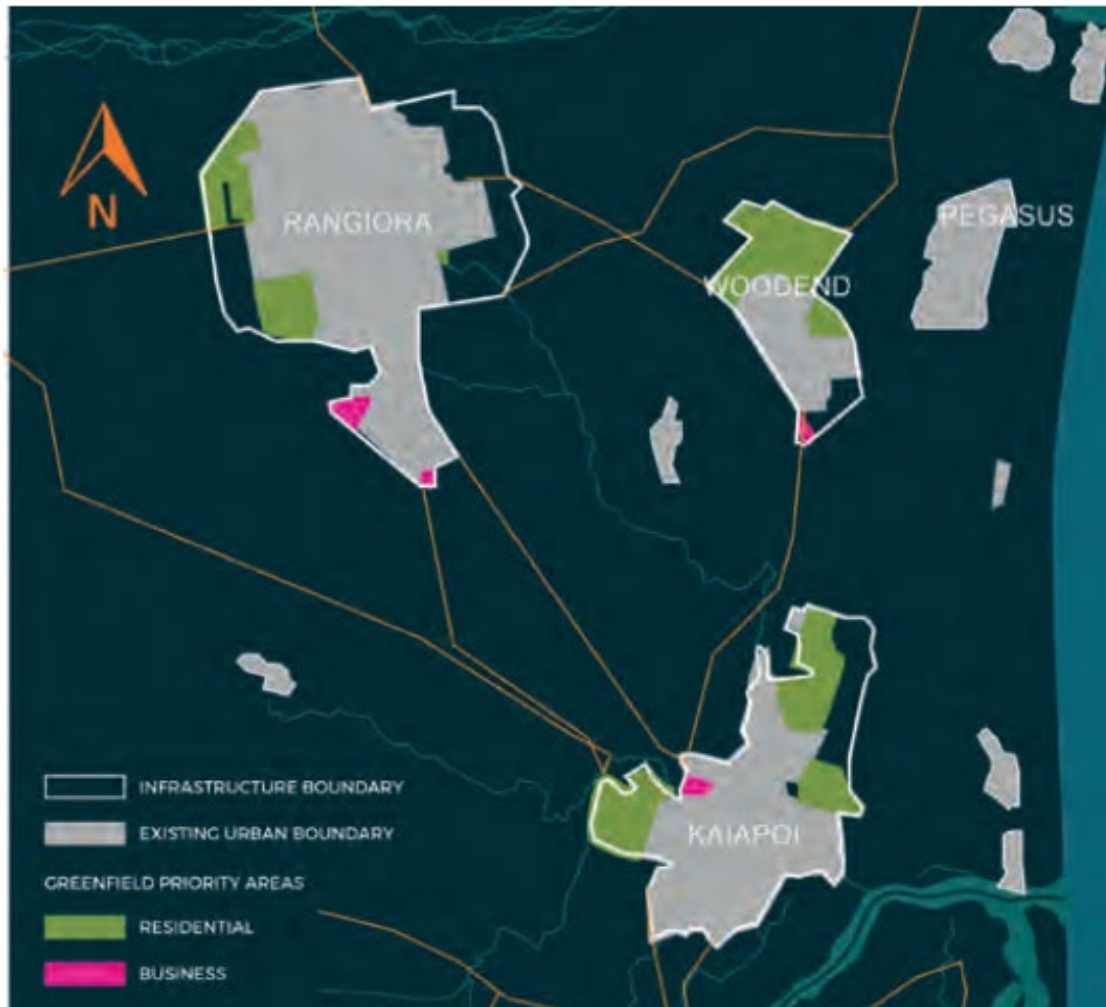 PEGASUS
RANGIORA
WOODEND
N
KAIAPOI
INFRASTRUCTURE BOUNDARY
EXISTING URBAN BOUNDARY
GREENFIELD PRIORITY AREAS
RESIDENTIAL
BUSINESS